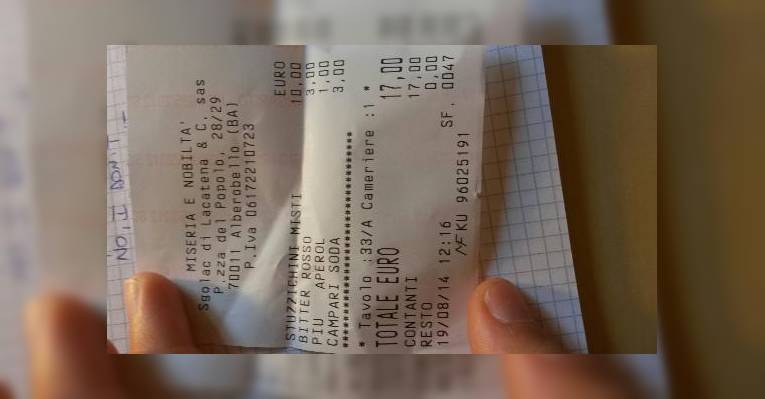 MISERIA E NOBILTA'
Sgolac di Lacatena & C. sas
P.zza del Popolo, 28/29
70011 Alberobello (BA)
P.Iva 06172210723
EURO
STUZZICHINI MISTI 10,00
BITTER ROSSO 3,00
PIU APEROL 1,00
CAMPARI SODA 3,00
* Tavolo :33/A Cameriere :1 *
TOTALE EURO 17,00
CONTANTI 17,00
RESTO 0,00
19/08/14 12:16 SF. 0047
KU 96025191
"NO, I DON'T.